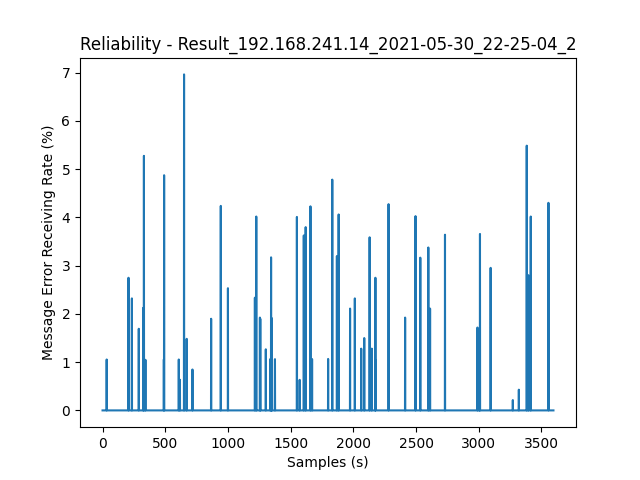 Reliability - Result_192.168.241.14_2021-05-30_22-25-04_2
Message Error Receiving Rate (%)
7
6
5
4
3
2
1
0
0 500 1000 1500 2000 2500 3000 3500
Samples (s)